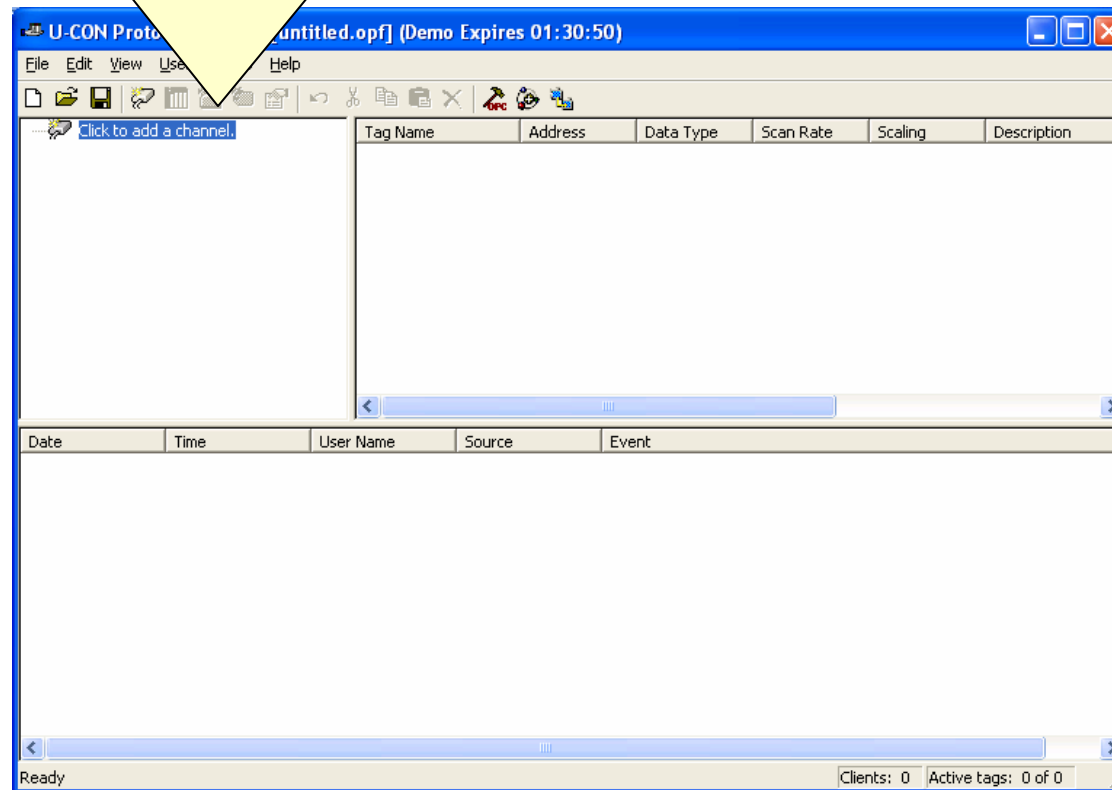 U-CON Proto untitled.opf] (Demo Expires 01:30:50)
File Edit View Use Help
OPC
Click to add a channel.
Tag Name Address Data Type Scan Rate Scaling Description
Date Time User Name Source Event
Ready Clients: 0 Active tags: 0 of 0